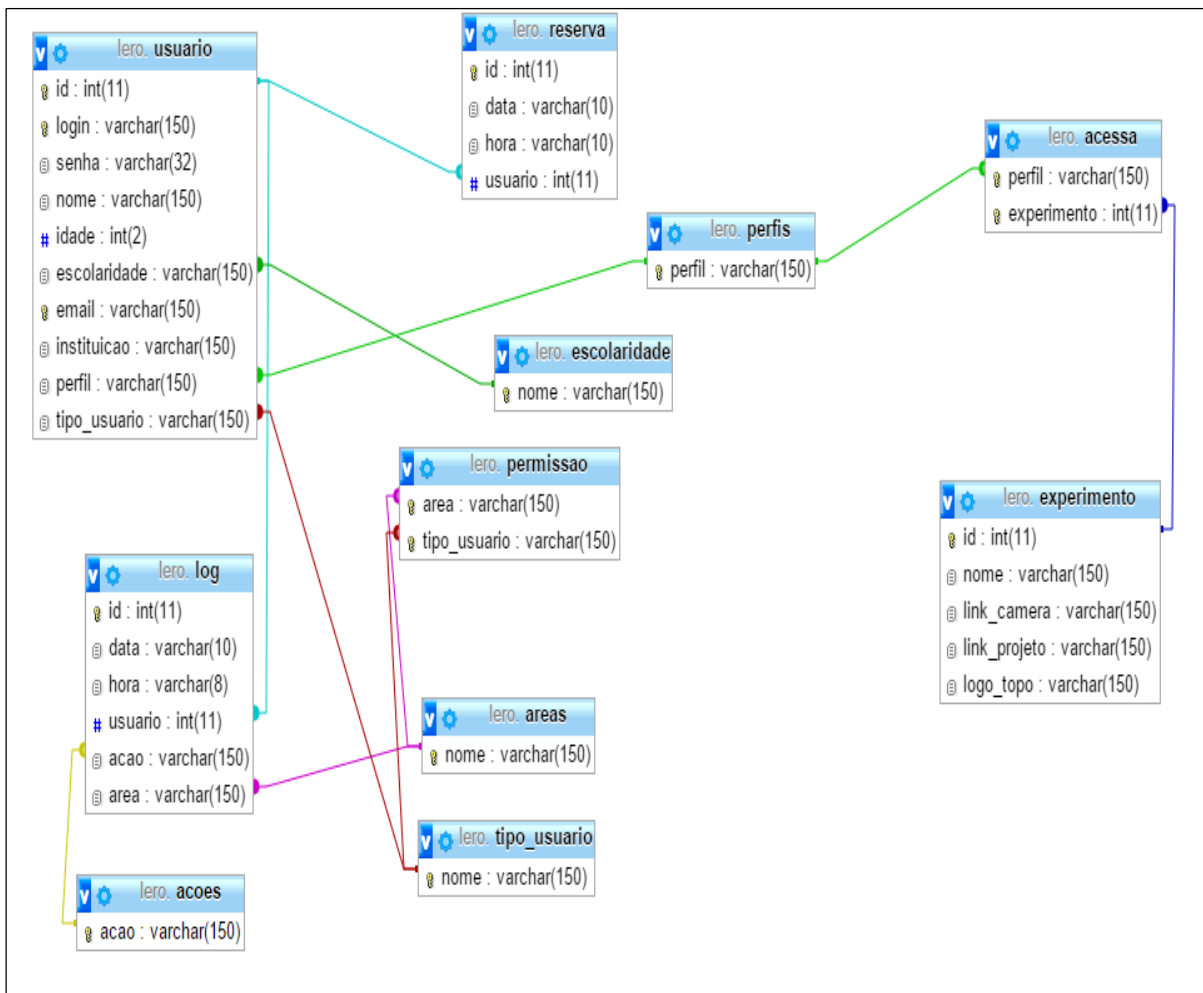 lero. usuario
id : int(11)
login : varchar(150)
senha : varchar(32)
nome : varchar(150)
# idade : int(2)
escolaridade : varchar(150)
email : varchar(150)
instituicao : varchar(150)
perfil : varchar(150)
tipo_usuario : varchar(150)
lero. reserva
id : int(11)
data : varchar(10)
hora : varchar(10)
# usuario : int(11)
lero. acessa
perfil : varchar(150)
experimento : int(11)
lero. perfis
perfil : varchar(150)
lero. escolaridade
nome : varchar(150)
lero. permissao
area : varchar(150)
tipo_usuario : varchar(150)
lero. experimento
id : int(11)
nome : varchar(150)
link_camera : varchar(150)
link_projeto : varchar(150)
logo_topo : varchar(150)
lero. log
id : int(11)
data : varchar(10)
hora : varchar(8)
# usuario : int(11)
acao : varchar(150)
area : varchar(150)
lero. areas
nome : varchar(150)
lero. tipo_usuario
nome : varchar(150)
lero. acoes
acao : varchar(150)